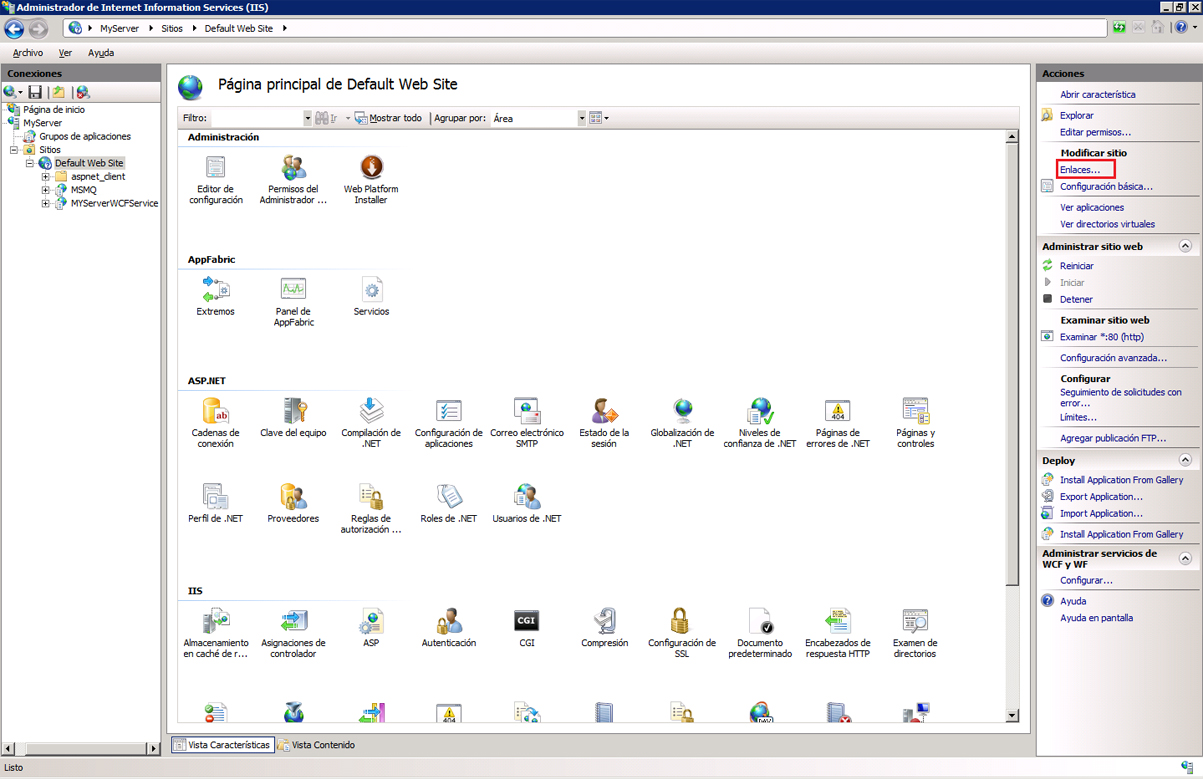 Administrador de Internet Information Services (IIS)
MyServer
Sitios
Default Web Site
Archivo
Ver
Ayuda
Conexiones
Página de inicio
MyServer
Grupos de aplicaciones
Sitios
Default Web Site
aspnet_client
MSMQ
MYServerWCFService
Página principal de Default Web Site
Filtro:
Ir
Mostrar todo
Agrupar por:
Área
Administración
Editor de
configuración
Permisos del
Administrador ...
Web Platform
Installer
AppFabric
Extremos
Panel de
AppFabric
Servicios
ASP.NET
Cadenas de
conexión
Clave del equipo
Compilación de
.NET
Configuración de
aplicaciones
Correo electrónico
SMTP
Estado de la
sesión
Globalización de
.NET
Niveles de
confianza de .NET
404
Páginas de
errores de .NET
Páginas y
controles
Perfil de .NET
Proveedores
Reglas de
autorización ...
Roles de .NET
Usuarios de .NET
IIS
Almacenamiento
en caché de r...
Asignaciones de
controlador
ASP
Autenticación
CGI
CGI
Compresión
Configuración de
SSL
Documento
predeterminado
Encabezados de
respuesta HTTP
Examen de
directorios
404
Vista Características
Vista Contenido
Acciones
Abrir característica
Explorar
Editar permisos...
Modificar sitio
Enlaces...
Configuración básica...
Ver aplicaciones
Ver directorios virtuales
Administrar sitio web
Reiniciar
Iniciar
Detener
Examinar sitio web
Examinar *:80 (http)
Configuración avanzada...
Configurar
Seguimiento de solicitudes con
error...
Límites...
Agregar publicación FTP...
Deploy
Install Application From Gallery
Export Application...
Import Application...
Install Application From Gallery
Administrar servicios de
WCF y WF
Configurar...
Ayuda
Ayuda en pantalla
Listo